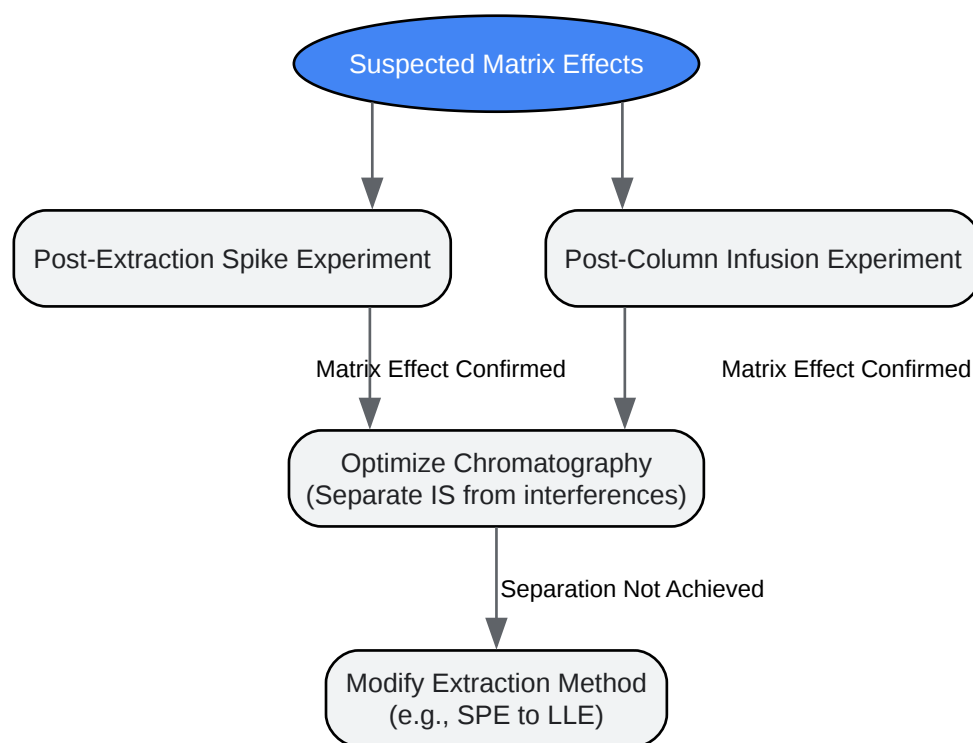 Suspected Matrix Effects
Post-Extraction Spike Experiment
Post-Column Infusion Experiment
Matrix Effect Confirmed
Matrix Effect Confirmed
Optimize Chromatography
(Separate IS from interferences)
Separation Not Achieved
Modify Extraction Method
(e.g., SPE to LLE)